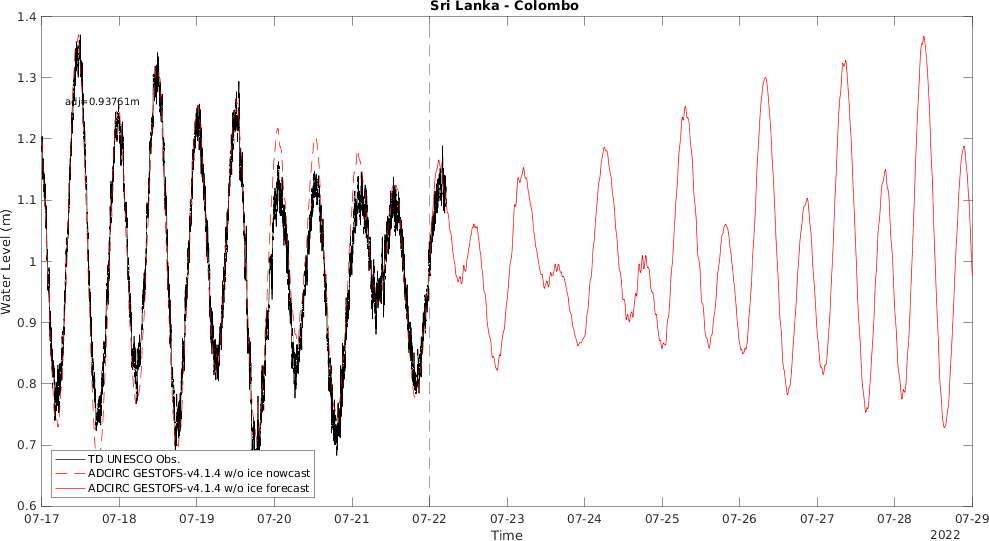 Sri Lanka - Colombo
1.4
1.3
1.2
1.1
1
0.9
0.8
0.7
0.6
Water Level (m)
adj=0.93761m
TD UNESCO Obs.
ADCIRC GESTOFS-v4.1.4 w/o ice nowcast
ADCIRC GESTOFS-v4.1.4 w/o ice forecast
07-17 07-18 07-19 07-20 07-21 07-22 07-23 07-24 07-25 07-26 07-27 07-28 07-29
Time
2022